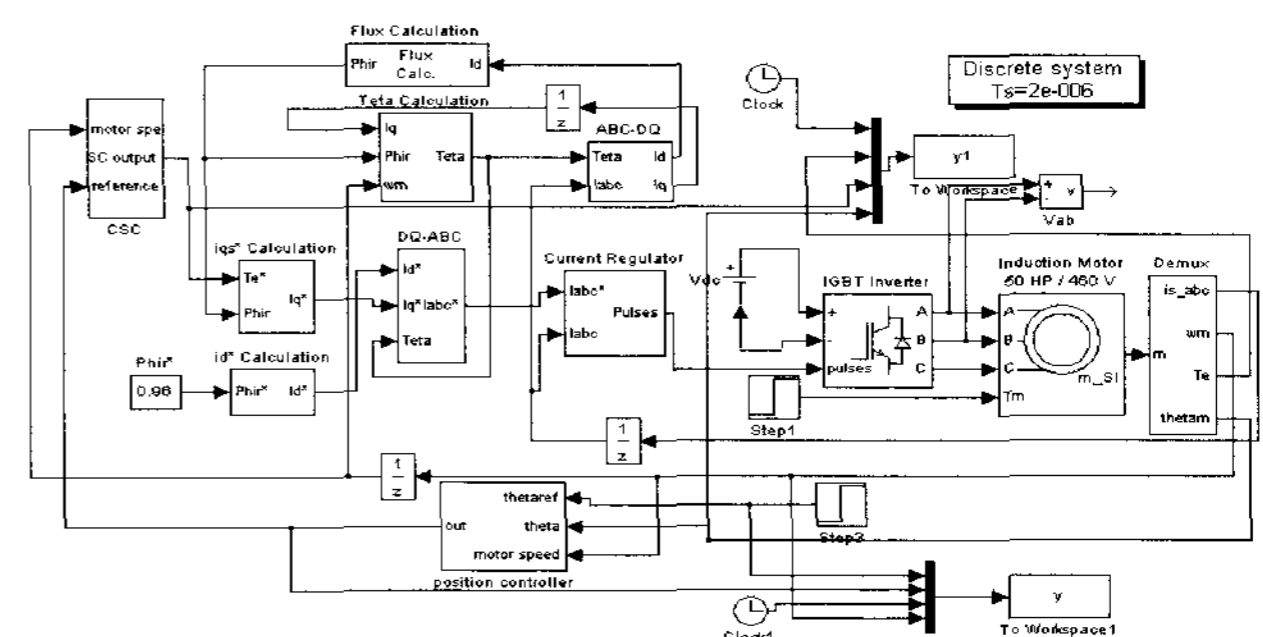 Flux Calculation
Phir
Flux
Calc.
Id
Teta Calculation
Iq
Phir
wm
Teta
1
z
ABC-DQ
Teta
Iabc
Id
Iq
Clock
Discrete system
Ts=2e-006
y1
To Workspace
+
-
v
Vab
motor spe
SC output
reference
CSC
iqs* Calculation
Te*
Phir
Iq*
DQ-ABC
Id*
Iq*Iabc*
Teta
Current Regulator
Iabc*
Iabc
Pulses
Vdc
+
IGBT Inverter
+
-
pulses
A
B
C
Induction Motor
50 HP / 460 V
A
B
C
Tm
m_SI
Demux
m
is_abc
wm
Te
thetam
Phir*
0.96
id* Calculation
Phir*
Id*
Step1
1
z
1
z
out
thetaref
theta
motor speed
position controller
Step2
Clock1
y
To Workspace1